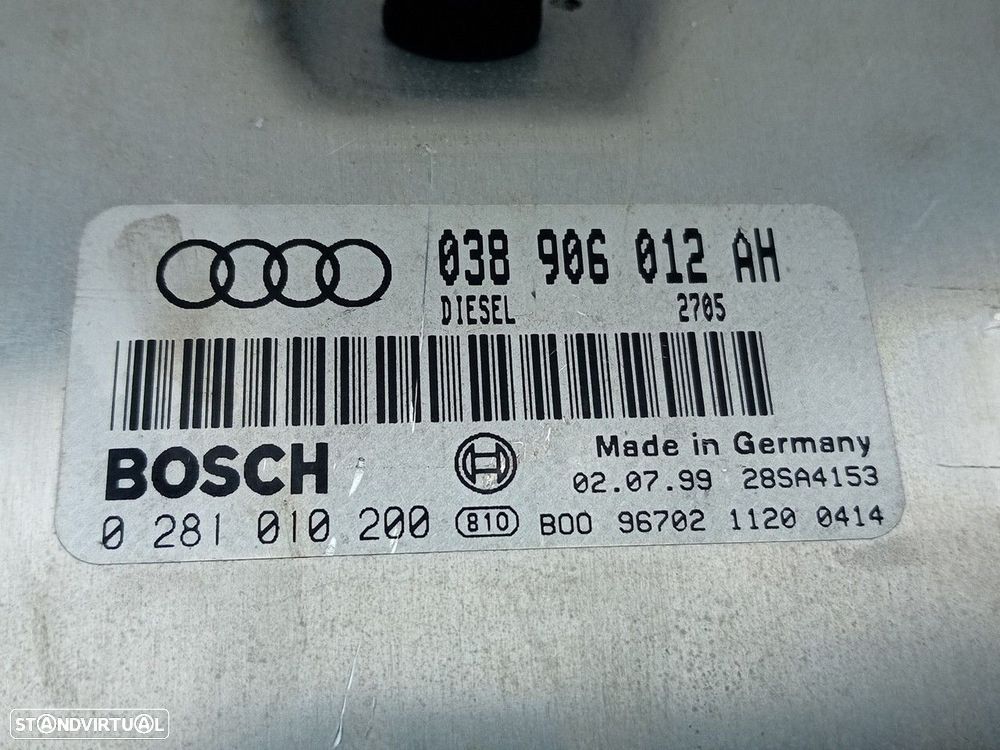 038 906 012 AH
DIESEL 2705
BOSCH
Made in Germany
02.07.99 28SA4153
0 281 010 200 810 B00 96702 1120 0414
STANDVIRTUAL